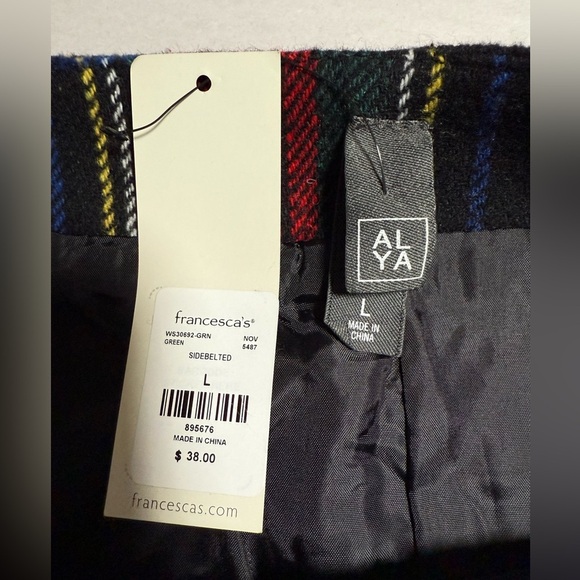 francesca's®
WS30692-GRN NOV
GREEN 5487
SIDEBELTED
L
895676
MADE IN CHINA
$ 38.00
francescas.com
AL
YA
L
MADE IN
CHINA